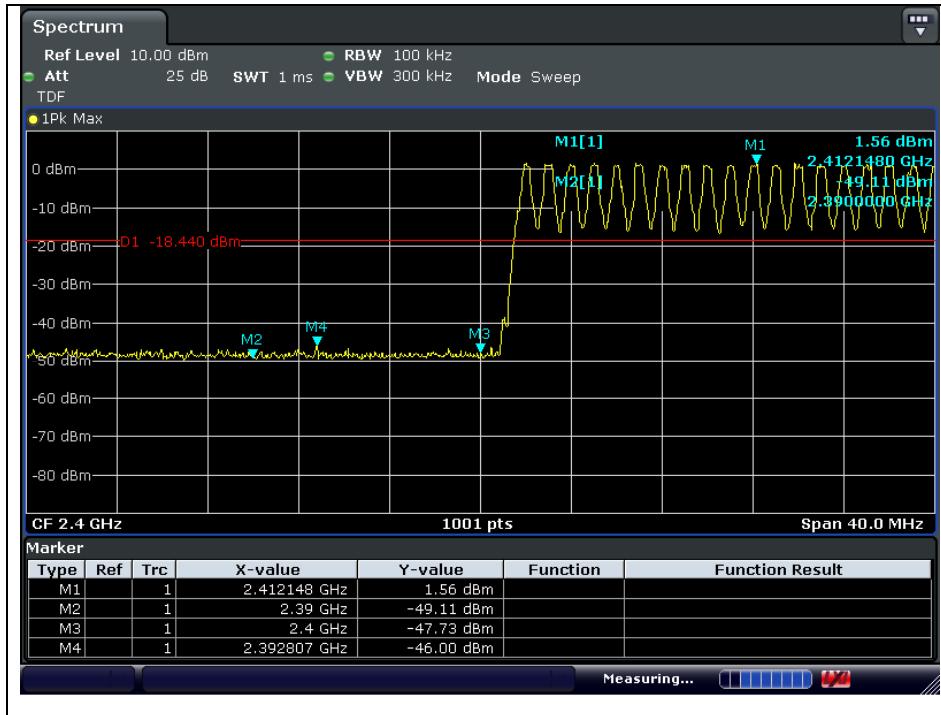 Spectrum
Ref Level 10.00 dBm RBW 100 kHz
Att 25 dB SWT 1 ms VBW 300 kHz Mode Sweep
TDF
1Pk Max
M1[1] 1.56 dBm
M1
2.4121480 GHz
0 dBm
M2[1] -49.11 dBm
2.3900000 GHz
-10 dBm
-20 dBm
D1 -18.440 dBm
-30 dBm
-40 dBm
M2 M4 M3
-50 dBm
-60 dBm
-70 dBm
-80 dBm
CF 2.4 GHz 1001 pts Span 40.0 MHz
Marker
Type Ref Trc X-value Y-value Function Function Result
M1 1 2.412148 GHz 1.56 dBm
M2 1 2.39 GHz -49.11 dBm
M3 1 2.4 GHz -47.73 dBm
M4 1 2.392807 GHz -46.00 dBm
Measuring...